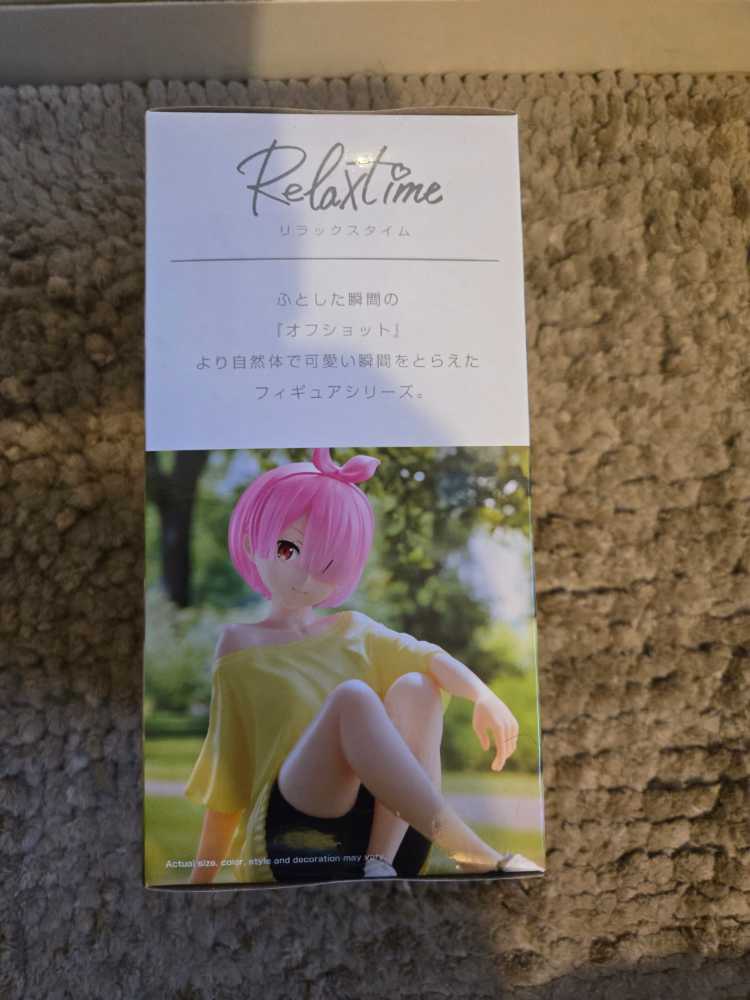 Relaxtime
リラックスタイム
ふとした瞬間の
『オフショット』
より自然体で可愛い瞬間をとらえた
フィギュアシリーズ。
Actual size, color, style and decoration may vary.